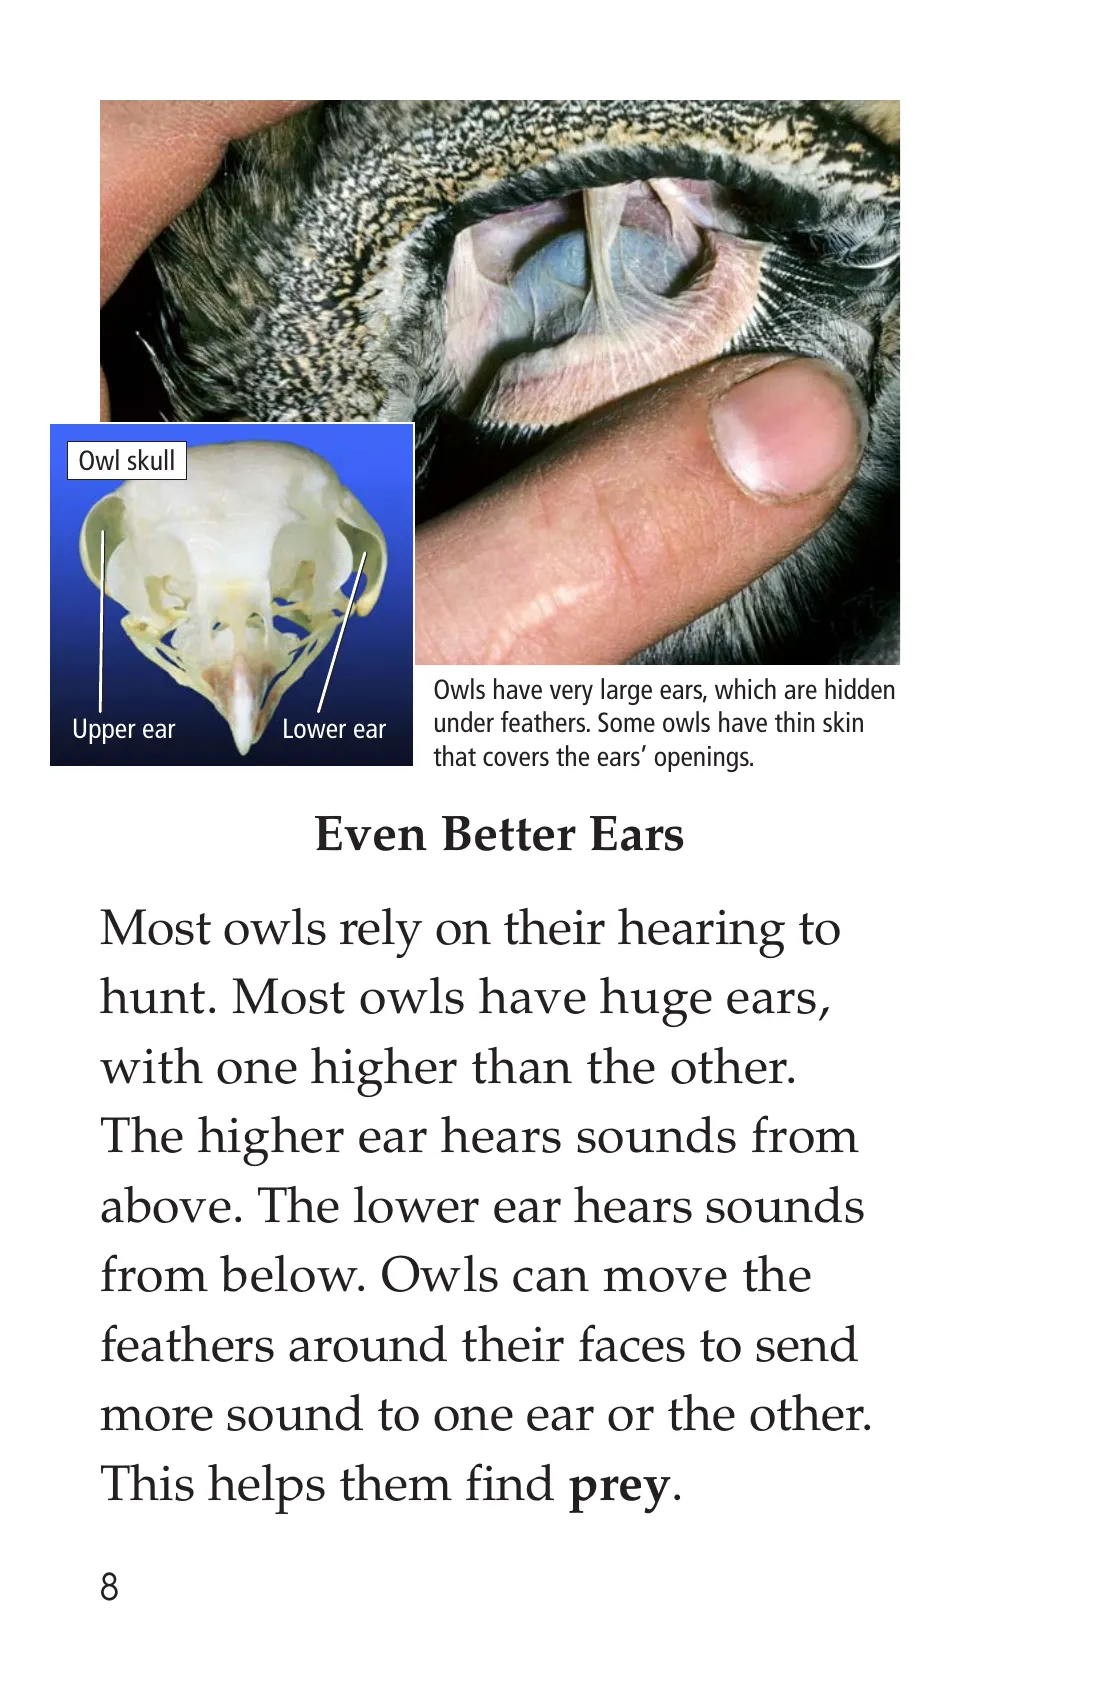 Owl skull
Upper ear
Lower ear
Owls have very large ears, which are hidden
under feathers. Some owls have thin skin
that covers the ears’ openings.
Even Better Ears
Most owls rely on their hearing to
hunt. Most owls have huge ears,
with one higher than the other.
The higher ear hears sounds from
above. The lower ear hears sounds
from below. Owls can move the
feathers around their faces to send
more sound to one ear or the other.
This helps them find prey.
8